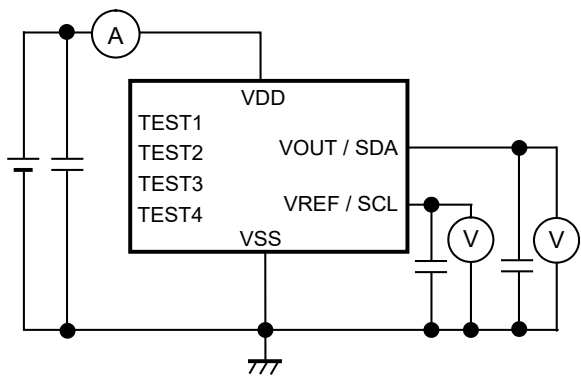 A
VDD
TEST1
TEST2
VOUT / SDA
TEST3
TEST4
VREF / SCL
VSS
V
V